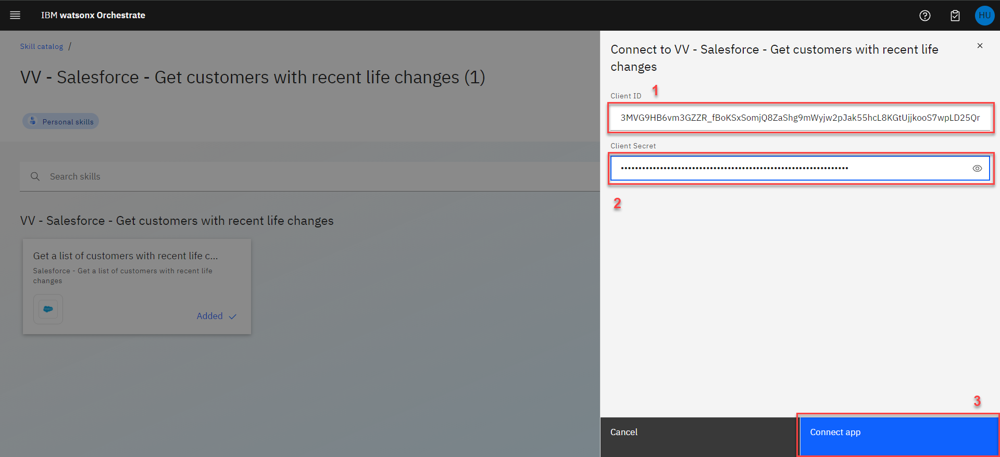 IBM watsonx Orchestrate
HU
Skill catalog /
VV - Salesforce - Get customers with recent life changes (1)
Personal skills
Search skills
VV - Salesforce - Get customers with recent life changes
Get a list of customers with recent life c...
Salesforce - Get a list of customers with recent life
changes
Added
Connect to VV - Salesforce - Get customers with recent life
changes
Client ID
1
3MVG9HB6vm3GZZR_fBoKSxSomjQ8ZaShg9mWyjw2pJak55hcL8KGtUjjkooS7wpLD25Qr
Client Secret
2
3
Cancel
Connect app